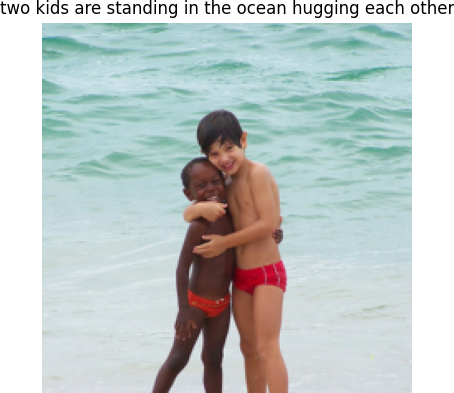 two kids are standing in the ocean hugging each other